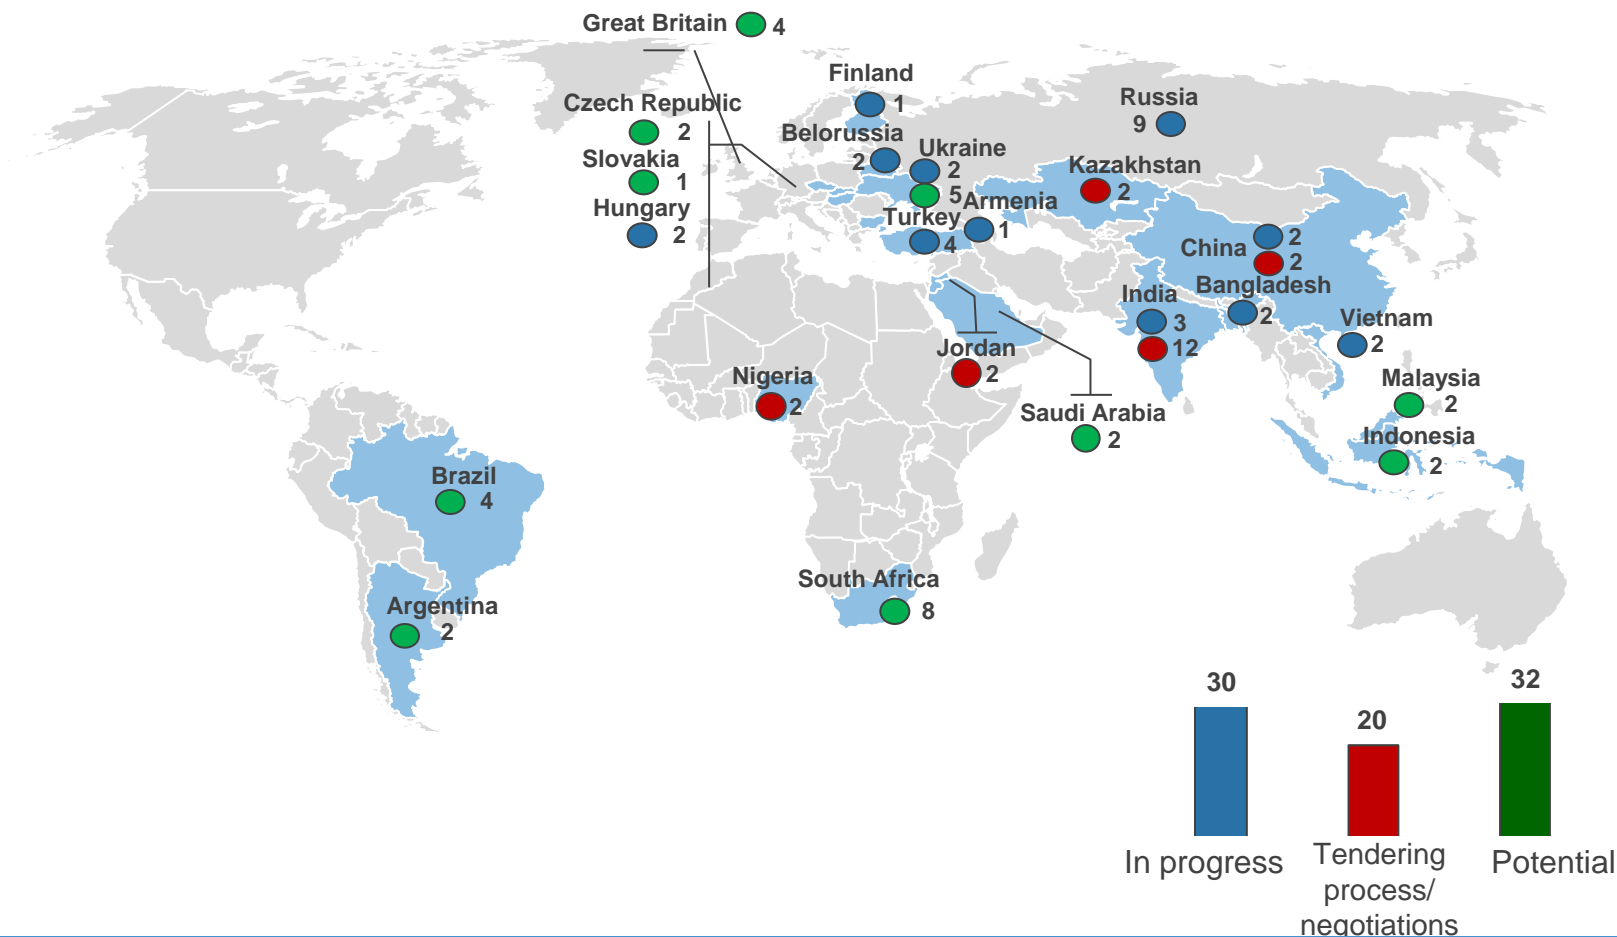 Great Britain 4
Finland
1
Czech Republic
2
Russia
9
Belorussia
2
Ukraine
2
5
Slovakia
1
Kazakhstan
2
Hungary
2
Armenia
1
Turkey
4
China
2
2
Bangladesh
2
India
3
12
Vietnam
2
Jordan
2
Nigeria
2
Malaysia
2
Saudi Arabia
2
Indonesia
2
Brazil
4
South Africa
8
Argentina
2
30
20
32
In progress
Tendering
process/
negotiations
Potential